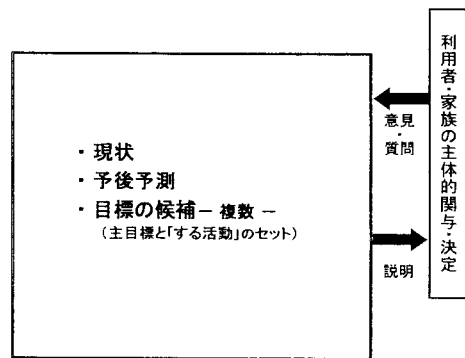 ・現状
・予後予測
・目標の候補－複数－
（主目標と「する活動」のセット）
意見・質問
説明
利用者・家族の主体的関与・決定